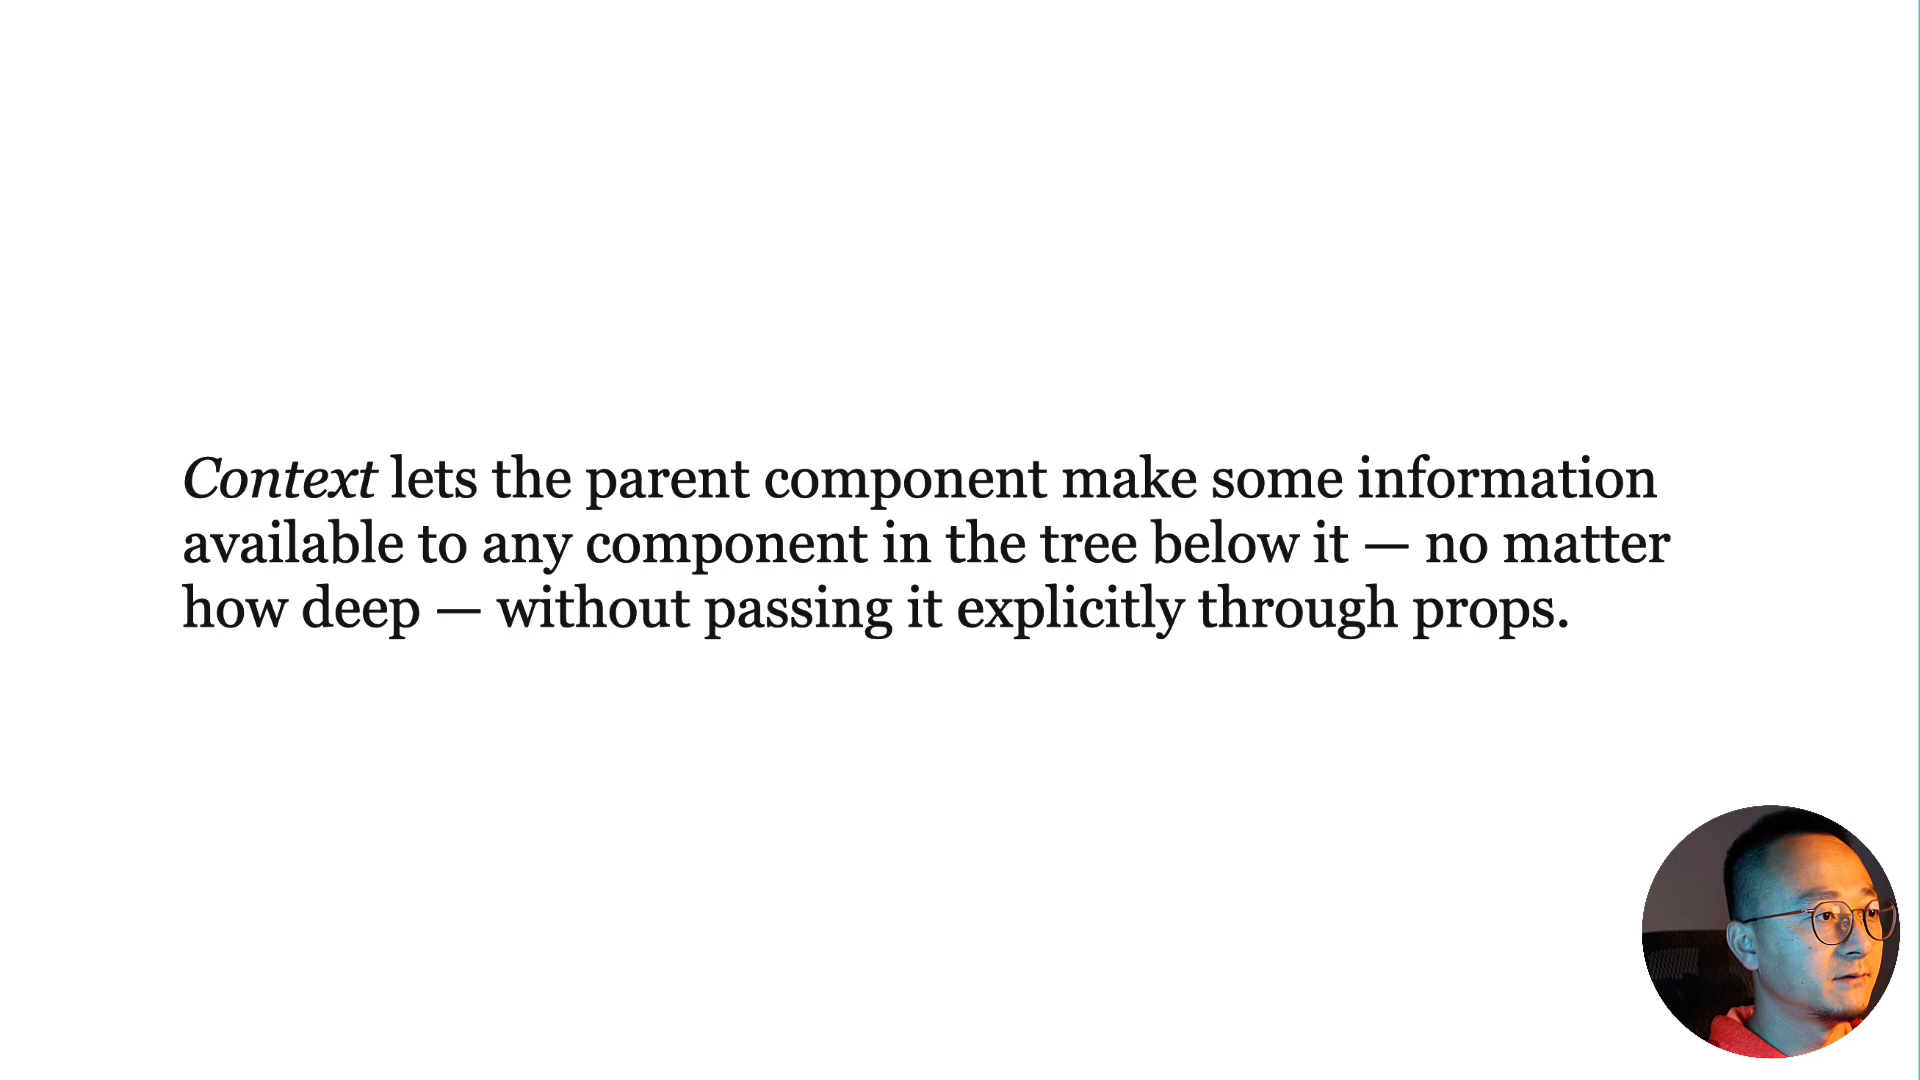 Context lets the parent component make some information
available to any component in the tree below it — no matter
how deep — without passing it explicitly through props.